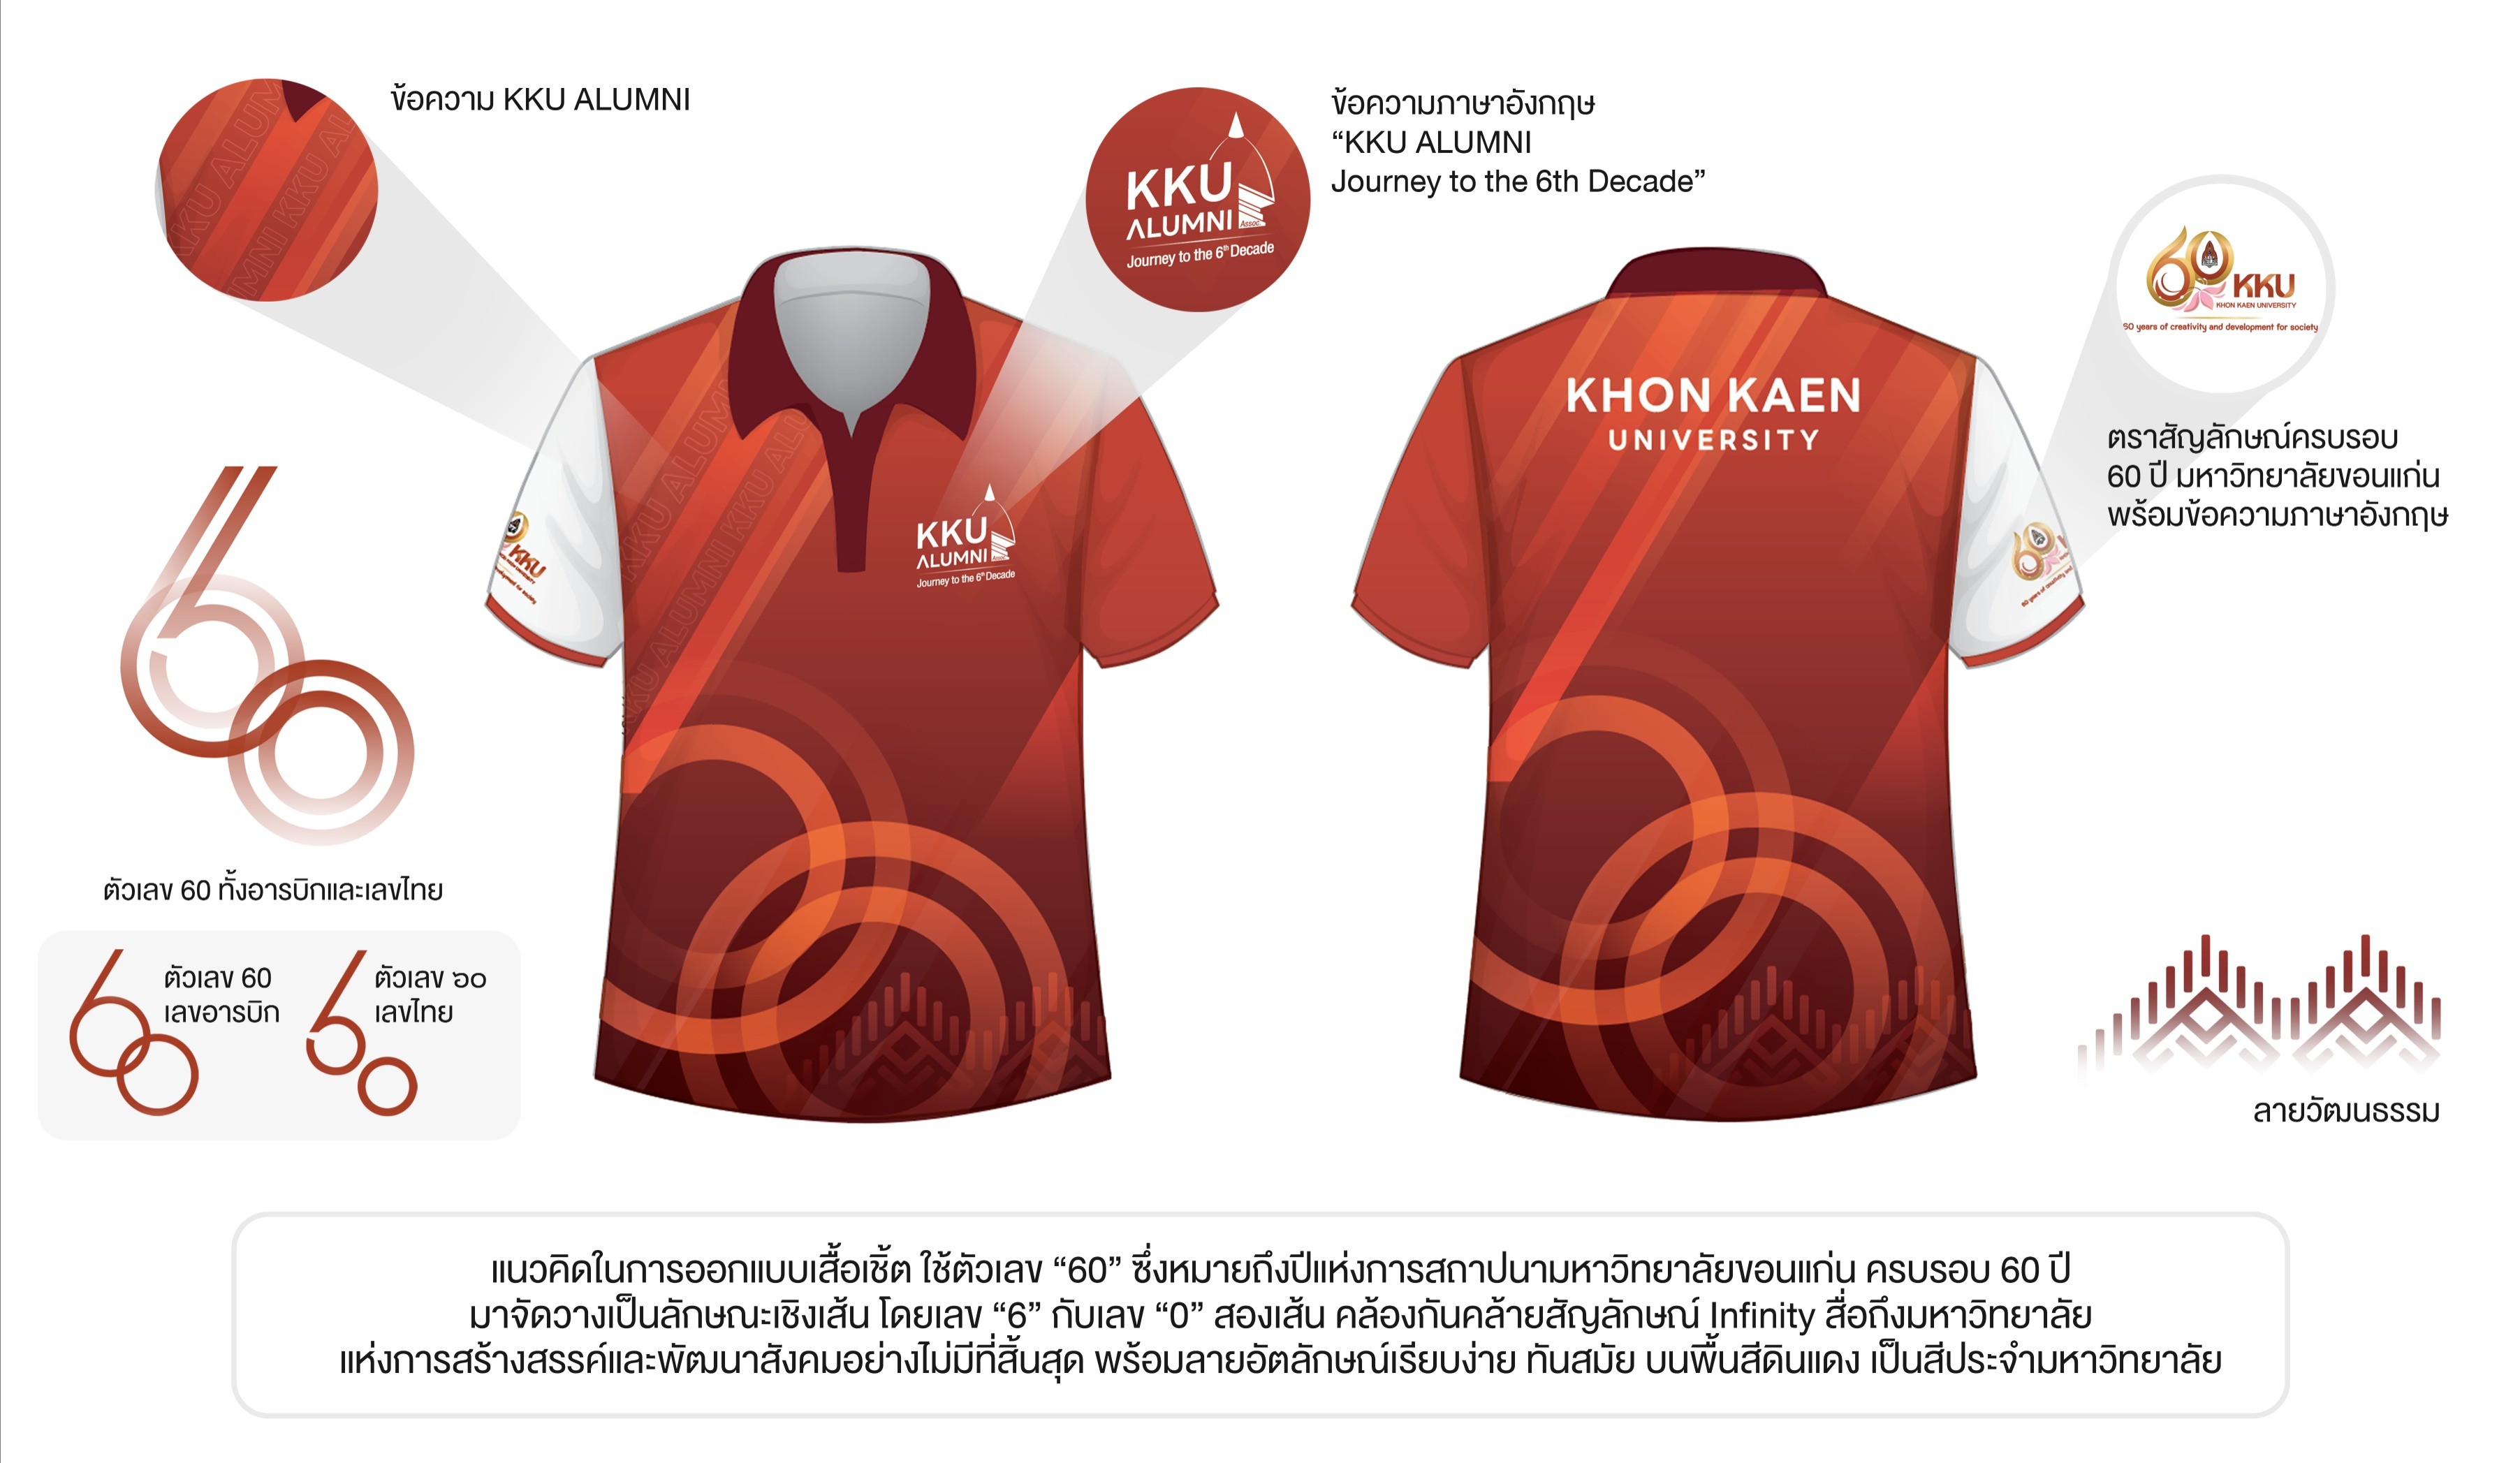 ข้อความ KKU ALUMNI
KKU ALUMNI
KKU ALUMNI
ข้อความภาษาอังกฤษ
“KKU ALUMNI
Journey to the 6th Decade”
KKU
ALUMNI Assoc.
Journey to the 6th Decade
60 KKU
KHON KAEN UNIVERSITY
60 years of creativity and development for society
ตราสัญลักษณ์ครบรอบ
60 ปี มหาวิทยาลัยขอนแก่น
พร้อมข้อความภาษาอังกฤษ
KKU ALUMNI
KKU ALUMNI KKU ALUMNI
KKU
ALUMNI
Journey to the 6th Decade
KKU
KHON KAEN
UNIVERSITY
60
60
ตัวเลข 60 ทั้งอารบิกและเลขไทย
60
ตัวเลข 60
เลขอารบิก
ตัวเลข ๖๐
เลขไทย
ลายวัฒนธรรม
แนวคิดในการออกแบบเสื้อเชิ้ต ใช้ตัวเลข “60” ซึ่งหมายถึงปีแห่งการสถาปนามหาวิทยาลัยขอนแก่น ครบรอบ 60 ปี
มาจัดวางเป็นลักษณะเชิงเส้น โดยเลข “6” กับเลข “0” สองเส้น คล้องกันคล้ายสัญลักษณ์ Infinity สื่อถึงมหาวิทยาลัย
แห่งการสร้างสรรค์และพัฒนาสังคมอย่างไม่มีที่สิ้นสุด พร้อมลายอัตลักษณ์เรียบง่าย ทันสมัย บนพื้นสีดินแดง เป็นสีประจำมหาวิทยาลัย